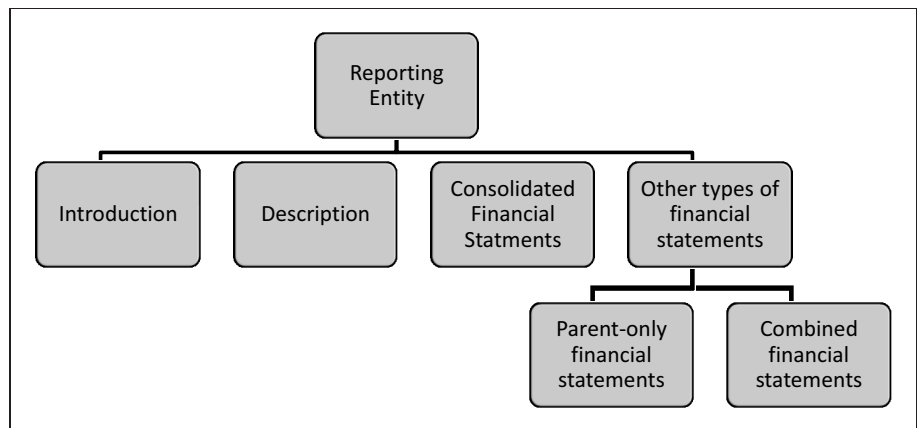 Reporting
Entity
Introduction
Description
Consolidated
Financial
Statments
Other types of
financial
statements
Parent-only
financial
statements
Combined
financial
statements